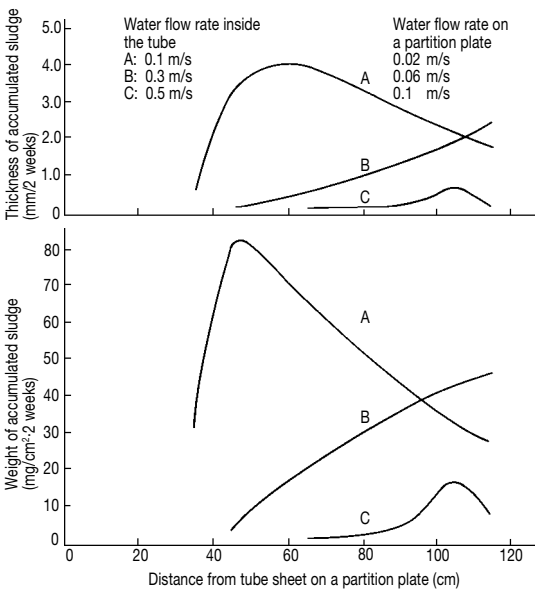 Water flow rate inside
the tube
A: 0.1 m/s
B: 0.3 m/s
C: 0.5 m/s
Water flow rate on
a partition plate
0.02 m/s
0.06 m/s
0.1 m/s
Thickness of accumulated sludge
(mm/2 weeks)
5.0
4.0
3.0
2.0
1.0
0
A
B
C
Weight of accumulated sludge
(mg/cm²·2 weeks)
80
70
60
50
40
30
20
10
0
A
B
C
0 20 40 60 80 100 120
Distance from tube sheet on a partition plate (cm)